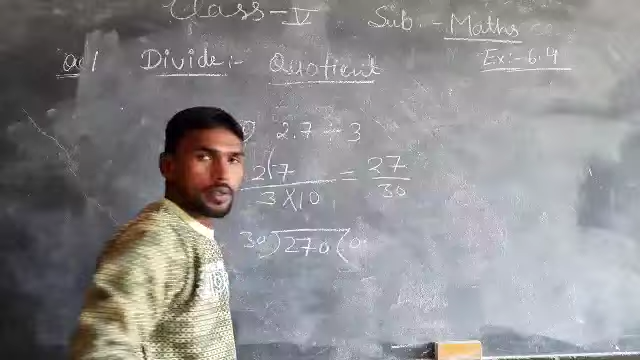 Class-V Sub.- Maths
Q1 Divide:- Quotient Ex:- 6.4
2.7 ÷ 3
2(7 / 3×10 = 27 / 30
30)270(0.